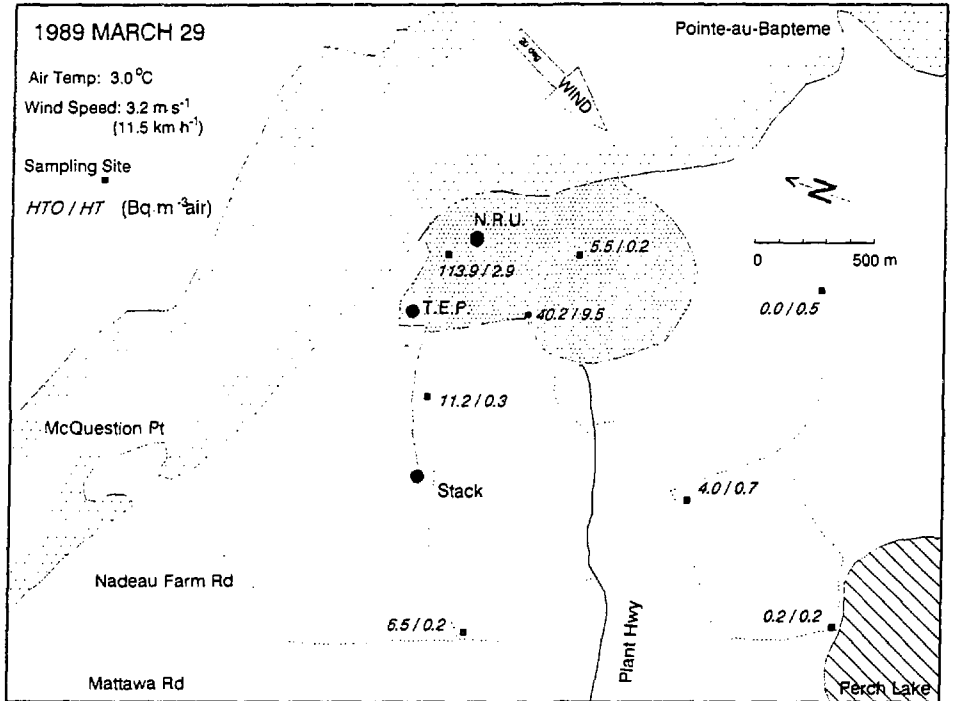 1989 MARCH 29
Pointe-au-Bapteme
Air Temp: 3.0°C
Wind Speed: 3.2 m s⁻¹
(11.5 km h⁻¹)
WIND
Sampling Site
HTO / HT (Bq m⁻³air)
N
N.R.U.
113.9 / 2.9
5.5 / 0.2
0 500 m
0.0 / 0.5
T.E.P.
40.2 / 9.5
11.2 / 0.3
McQuestion Pt
Stack
4.0 / 0.7
Nadeau Farm Rd
6.5 / 0.2
0.2 / 0.2
Plant Hwy
Mattawa Rd
Perch Lake